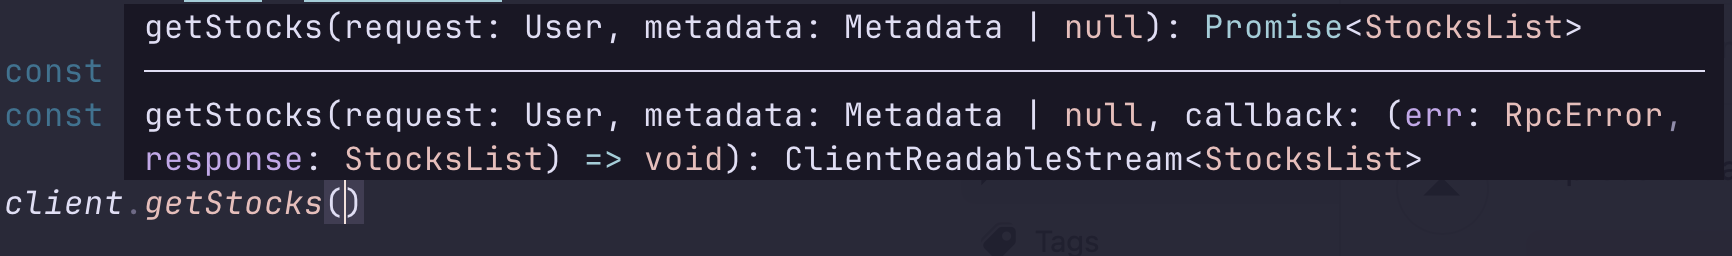 getStocks(request: User, metadata: Metadata | null): Promise<StocksList>
const
const
getStocks(request: User, metadata: Metadata | null, callback: (err: RpcError,
response: StocksList) => void): ClientReadableStream<StocksList>
client.getStocks()
Tags